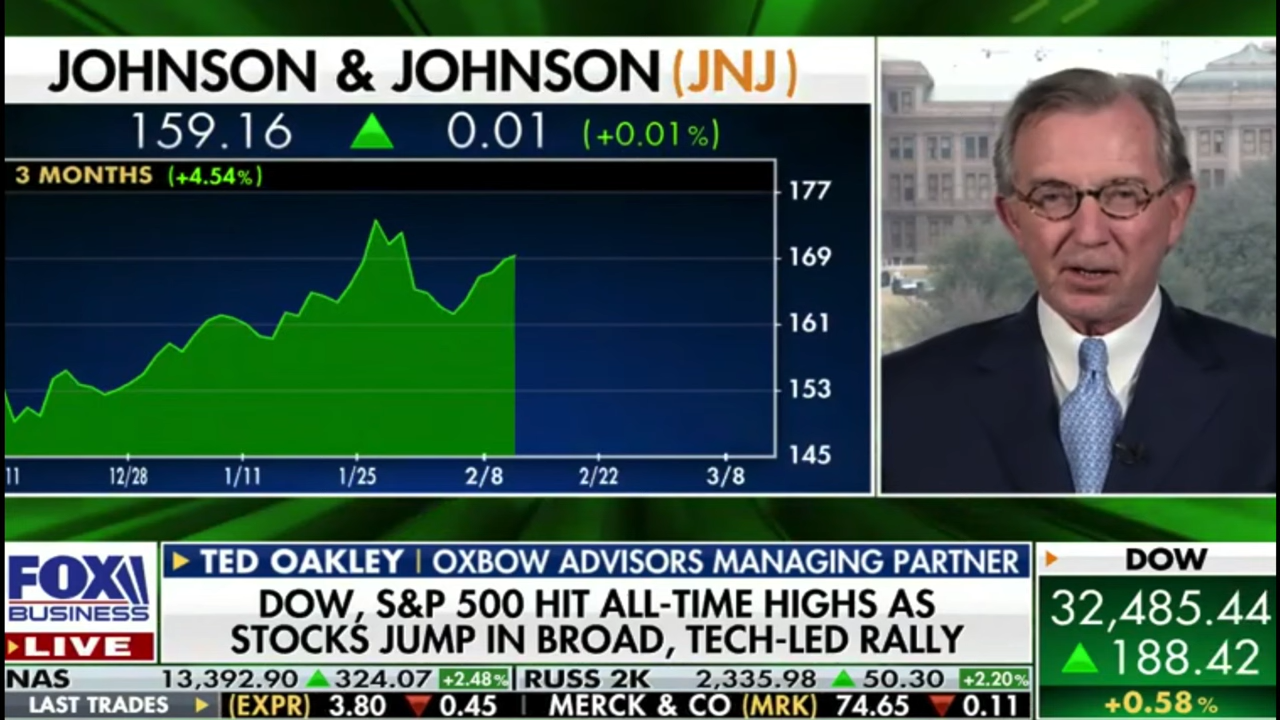 JOHNSON & JOHNSON (JNJ)
159.16 ▲ 0.01 (+0.01%)
3 MONTHS (+4.54%)
177
169
161
153
145
11 12/28 1/11 1/25 2/8 2/22 3/8
FOX BUSINESS
LIVE
TED OAKLEY | OXBOW ADVISORS MANAGING PARTNER
DOW, S&P 500 HIT ALL-TIME HIGHS AS
STOCKS JUMP IN BROAD, TECH-LED RALLY
DOW
32,485.44
▲ 188.42
+0.58%
NAS 13,392.90 ▲ 324.07 +2.48% RUSS 2K 2,335.98 ▲ 50.30 +2.20%
LAST TRADES (EXPR) 3.80 ▼ 0.45 | MERCK & CO (MRK) 74.65 ▼ 0.11